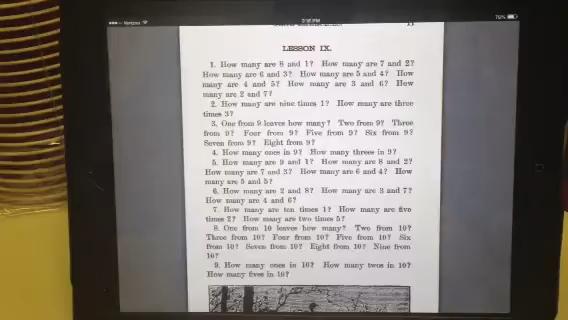 Verizon
2:16 PM
76%
11
LESSON IX.
1. How many are 8 and 1? How many are 7 and 2?
How many are 6 and 3? How many are 5 and 4? How
many are 4 and 5? How many are 3 and 6? How
many are 2 and 7?
2. How many are nine times 1? How many are three
times 3?
3. One from 9 leaves how many? Two from 9? Three
from 9? Four from 9? Five from 9? Six from 9?
Seven from 9? Eight from 9?
4. How many ones in 9? How many threes in 9?
5. How many are 9 and 1? How many are 8 and 2?
How many are 7 and 3? How many are 6 and 4? How
many are 5 and 5?
6. How many are 2 and 8? How many are 3 and 7?
How many are 4 and 6?
7. How many are ten times 1? How many are five
times 2? How many are two times 5?
8. One from 10 leaves how many? Two from 10?
Three from 10? Four from 10? Five from 10? Six
from 10? Seven from 10? Eight from 10? Nine from
10?
9. How many ones in 10? How many twos in 10?
How many fives in 10?